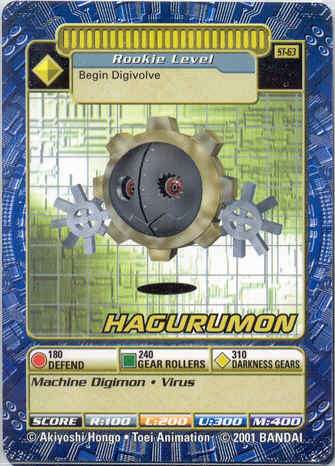 Rookie Level
ST-63
Begin Digivolve
HAGURUMON
180
DEFEND
240
GEAR ROLLERS
310
DARKNESS GEARS
Machine Digimon • Virus
SCORE R:100 C:200 U:300 M:400
© Akiyoshi Hongo • Toei Animation © 2001 BANDAI